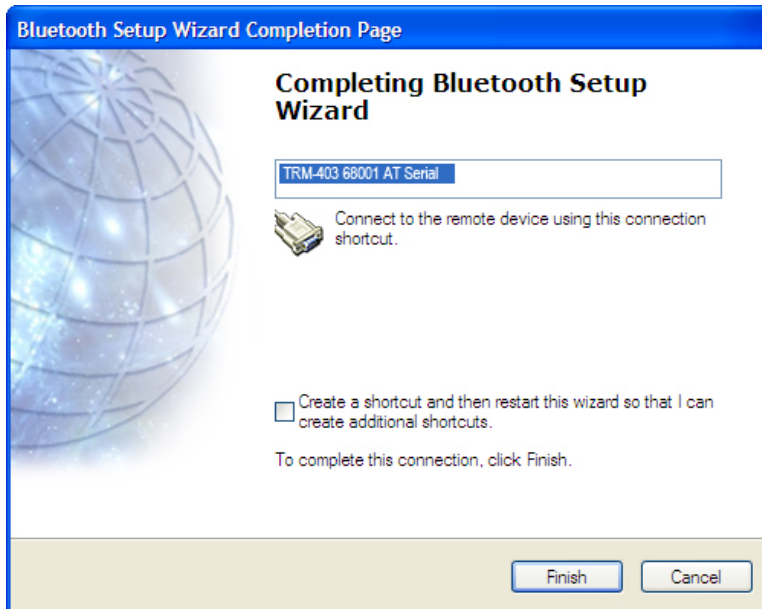 Bluetooth Setup Wizard Completion Page
Completing Bluetooth Setup
Wizard
TRM-403 68001 AT Serial
Connect to the remote device using this connection
shortcut.
Create a shortcut and then restart this wizard so that I can
create additional shortcuts.
To complete this connection, click Finish.
Finish
Cancel